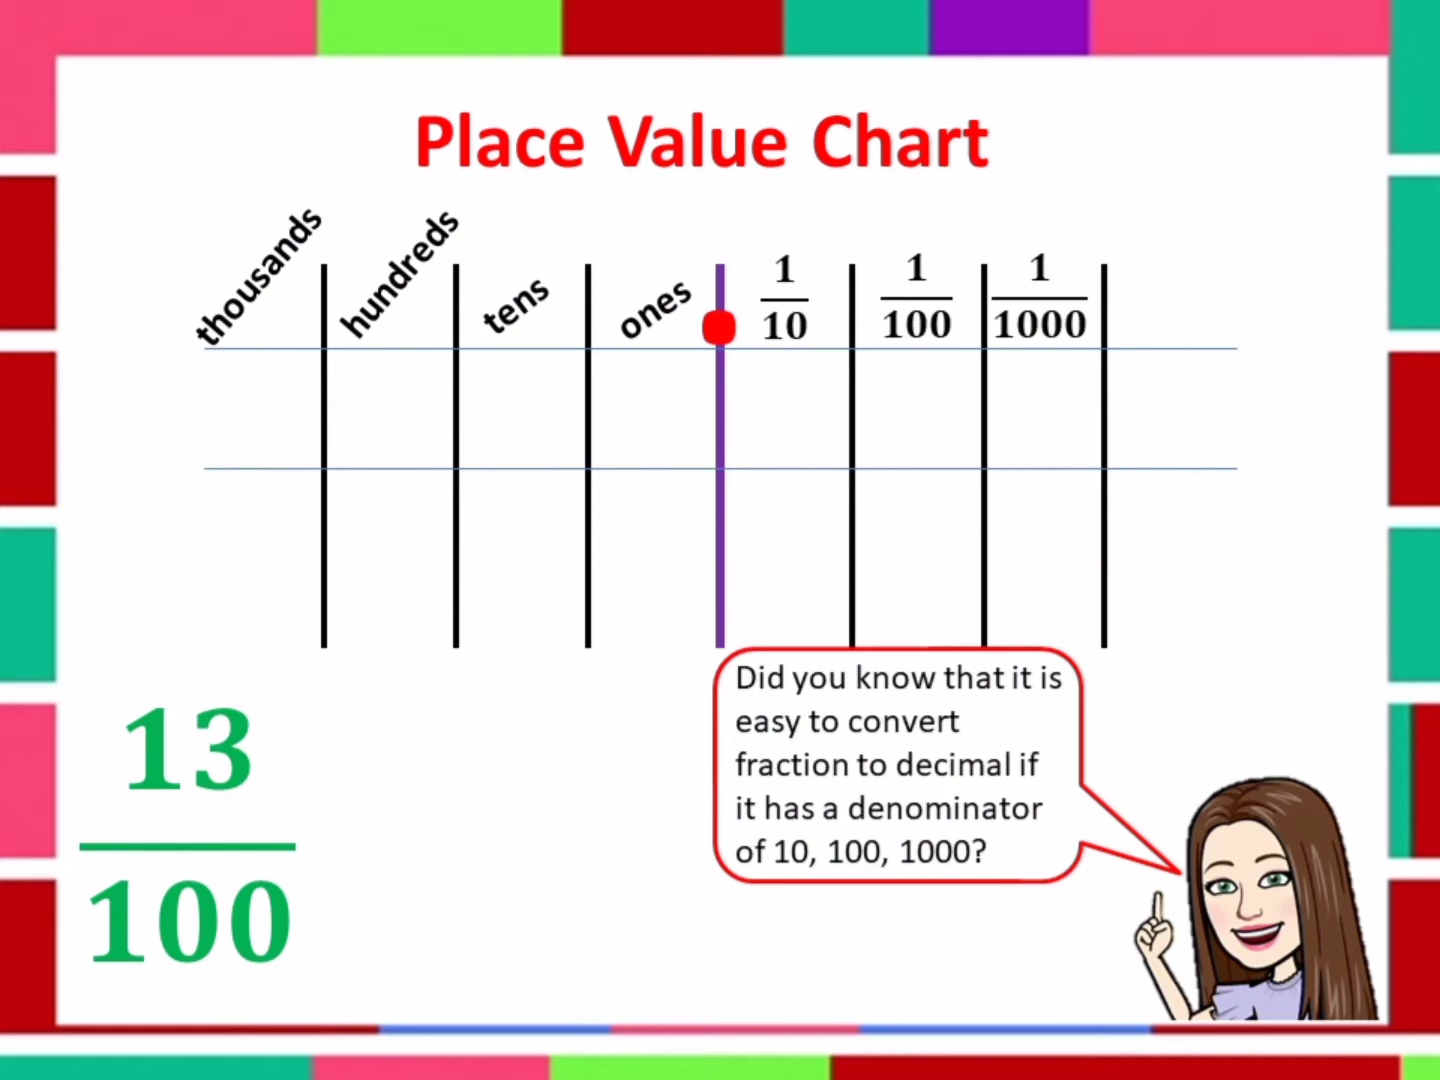 Place Value Chart
thousands hundreds tens ones 1/10 1/100 1/1000
13/100
Did you know that it is
easy to convert
fraction to decimal if
it has a denominator
of 10, 100, 1000?